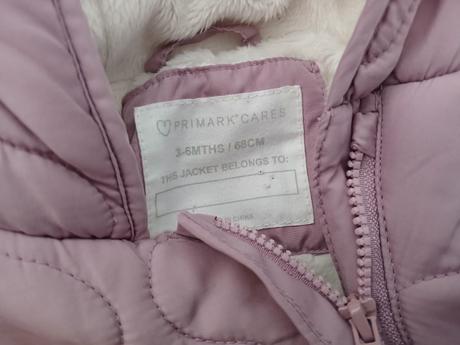 ♡ PRIMARK® CARES
3-6MTHS / 68CM
THIS JACKET BELONGS TO: